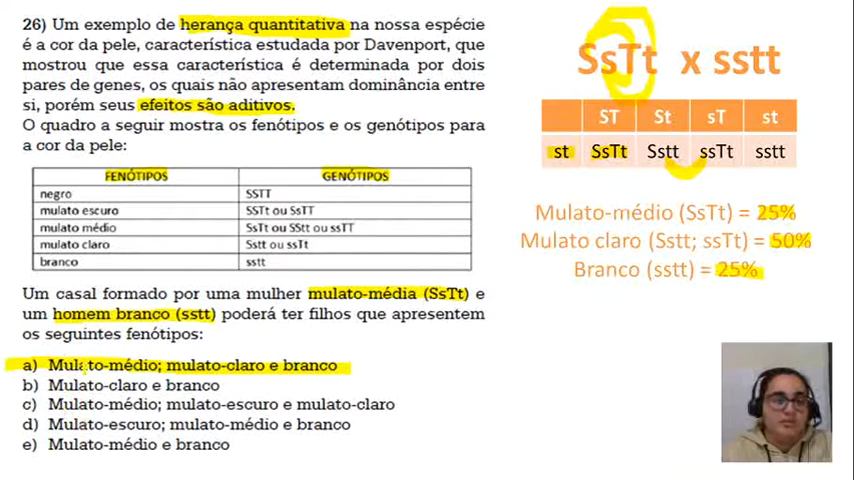 26) Um exemplo de herança quantitativa na nossa espécie
é a cor da pele, característica estudada por Davenport, que
mostrou que essa característica é determinada por dois
pares de genes, os quais não apresentam dominância entre
si, porém seus efeitos são aditivos.
O quadro a seguir mostra os fenótipos e os genótipos para
a cor da pele:
FENÓTIPOS GENÓTIPOS
negro SSTT
mulato escuro SSTt ou SsTT
mulato médio SsTt ou SStt ou ssTT
mulato claro Sstt ou ssTt
branco sstt
Um casal formado por uma mulher mulato-média (SsTt) e
um homem branco (sstt) poderá ter filhos que apresentem
os seguintes fenótipos:
a) Mulato-médio; mulato-claro e branco
b) Mulato-claro e branco
c) Mulato-médio; mulato-escuro e mulato-claro
d) Mulato-escuro; mulato-médio e branco
e) Mulato-médio e branco
SsTt x sstt
ST St sT st
st SsTt Sstt ssTt sstt
Mulato-médio (SsTt) = 25%
Mulato claro (Sstt; ssTt) = 50%
Branco (sstt) = 25%